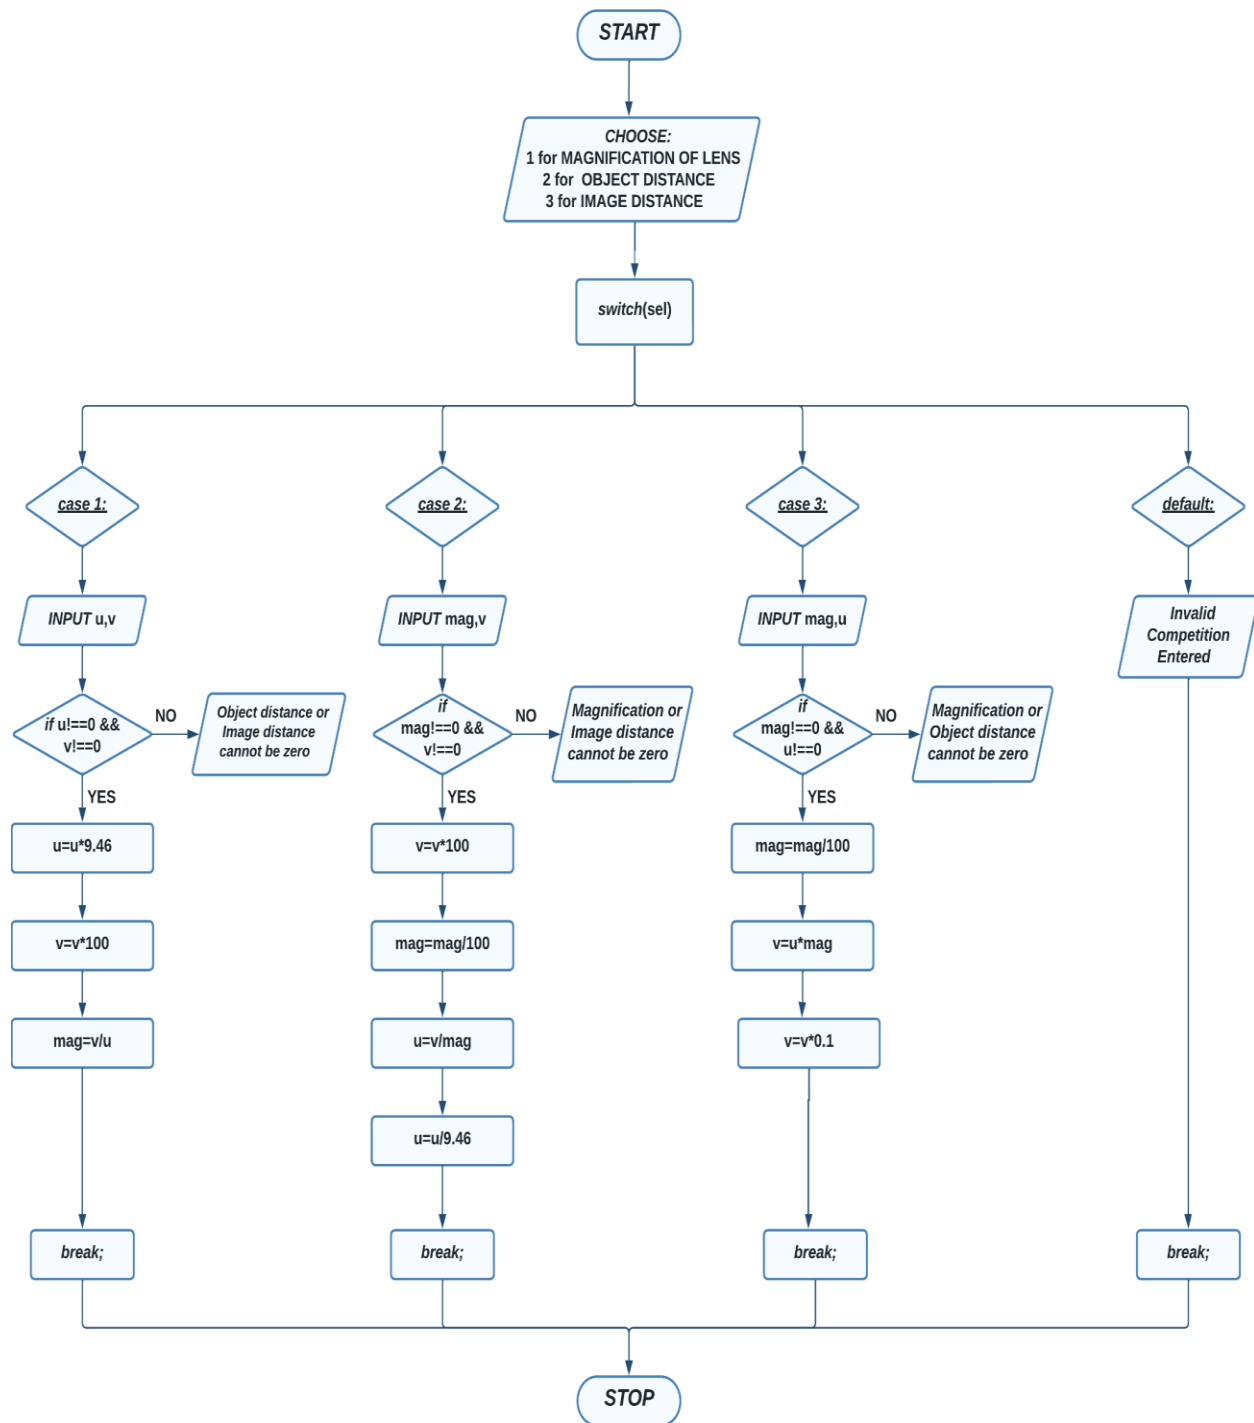 START
CHOOSE:
1 for MAGNIFICATION OF LENS
2 for OBJECT DISTANCE
3 for IMAGE DISTANCE
switch(sel)
case 1:
INPUT u,v
if u!==0 &&
v!==0
NO
Object distance or
Image distance
cannot be zero
YES
u=u*9.46
v=v*100
mag=v/u
break;
case 2:
INPUT mag,v
if
mag!==0 &&
v!==0
NO
Magnification or
Image distance
cannot be zero
YES
v=v*100
mag=mag/100
u=v/mag
u=u/9.46
break;
case 3:
INPUT mag,u
if
mag!==0 &&
u!==0
NO
Magnification or
Object distance
cannot be zero
YES
mag=mag/100
v=u*mag
v=v*0.1
break;
default:
Invalid
Competition
Entered
break;
STOP